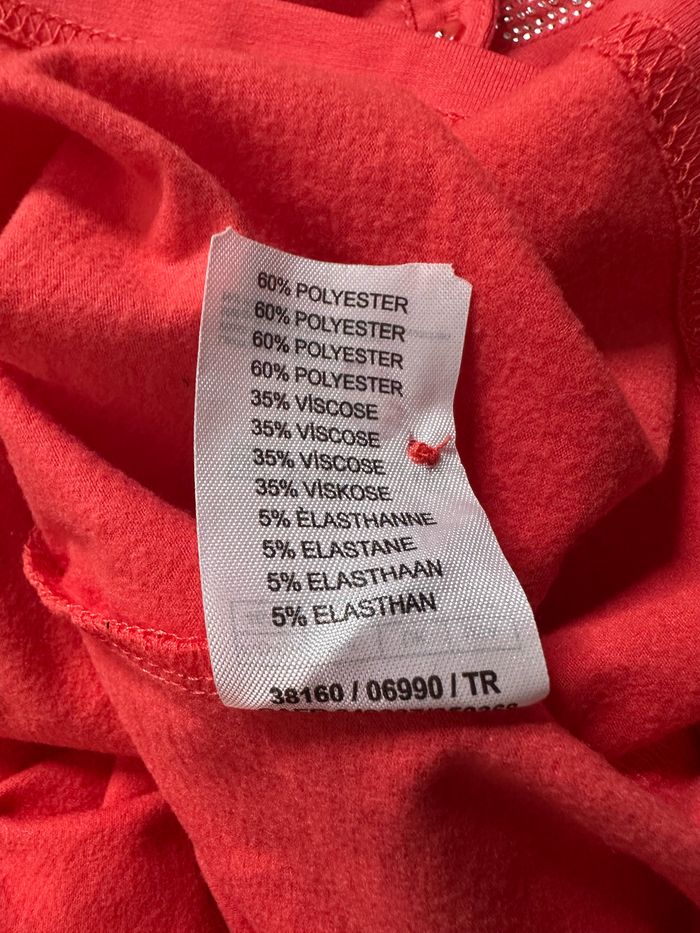 60% POLYESTER
60% POLYESTER
60% POLYESTER
60% POLYESTER
35% VİSCOSE
35% VİSCOSE
35% VİSCOSE
35% VİSKOSE
5% ÉLASTHANNE
5% ELASTANE
5% ELASTHAAN
5% ELASTHAN
38160 / 06990 / TR